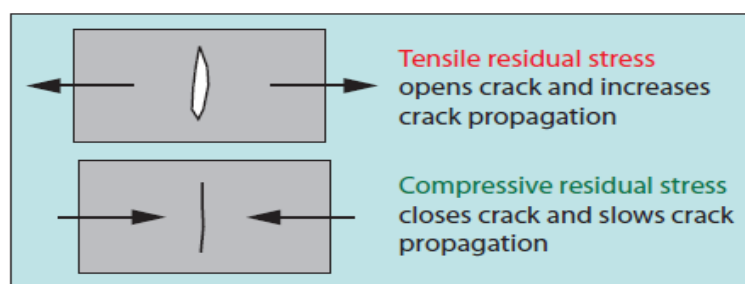 Tensile residual stress
opens crack and increases
crack propagation
Compressive residual stress
closes crack and slows crack
propagation